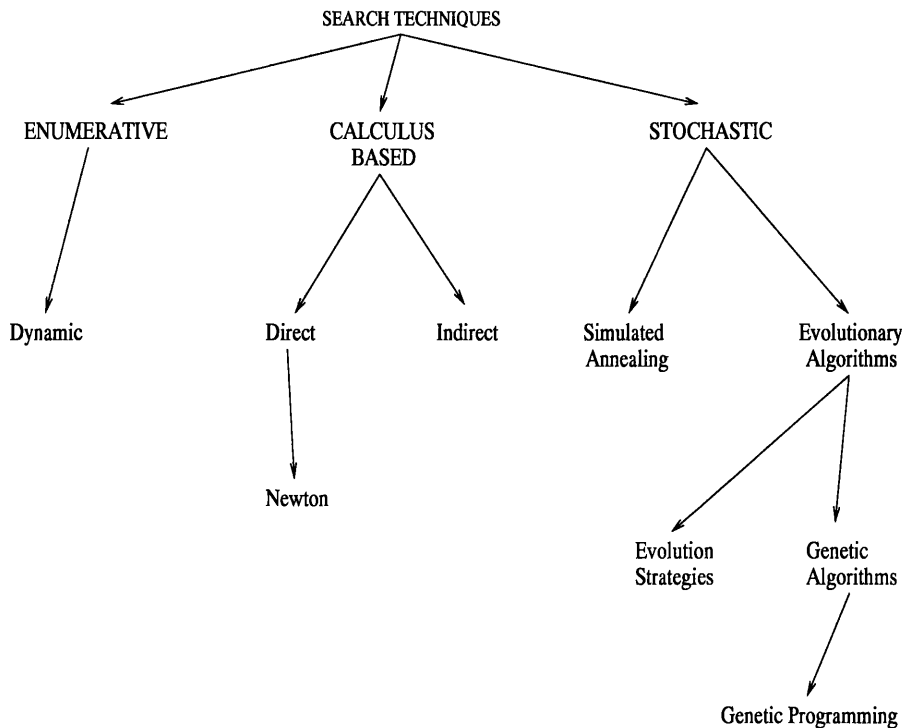 SEARCH TECHNIQUES
ENUMERATIVE
CALCULUS
BASED
STOCHASTIC
Dynamic
Direct
Indirect
Simulated
Annealing
Evolutionary
Algorithms
Newton
Evolution
Strategies
Genetic
Algorithms
Genetic Programming